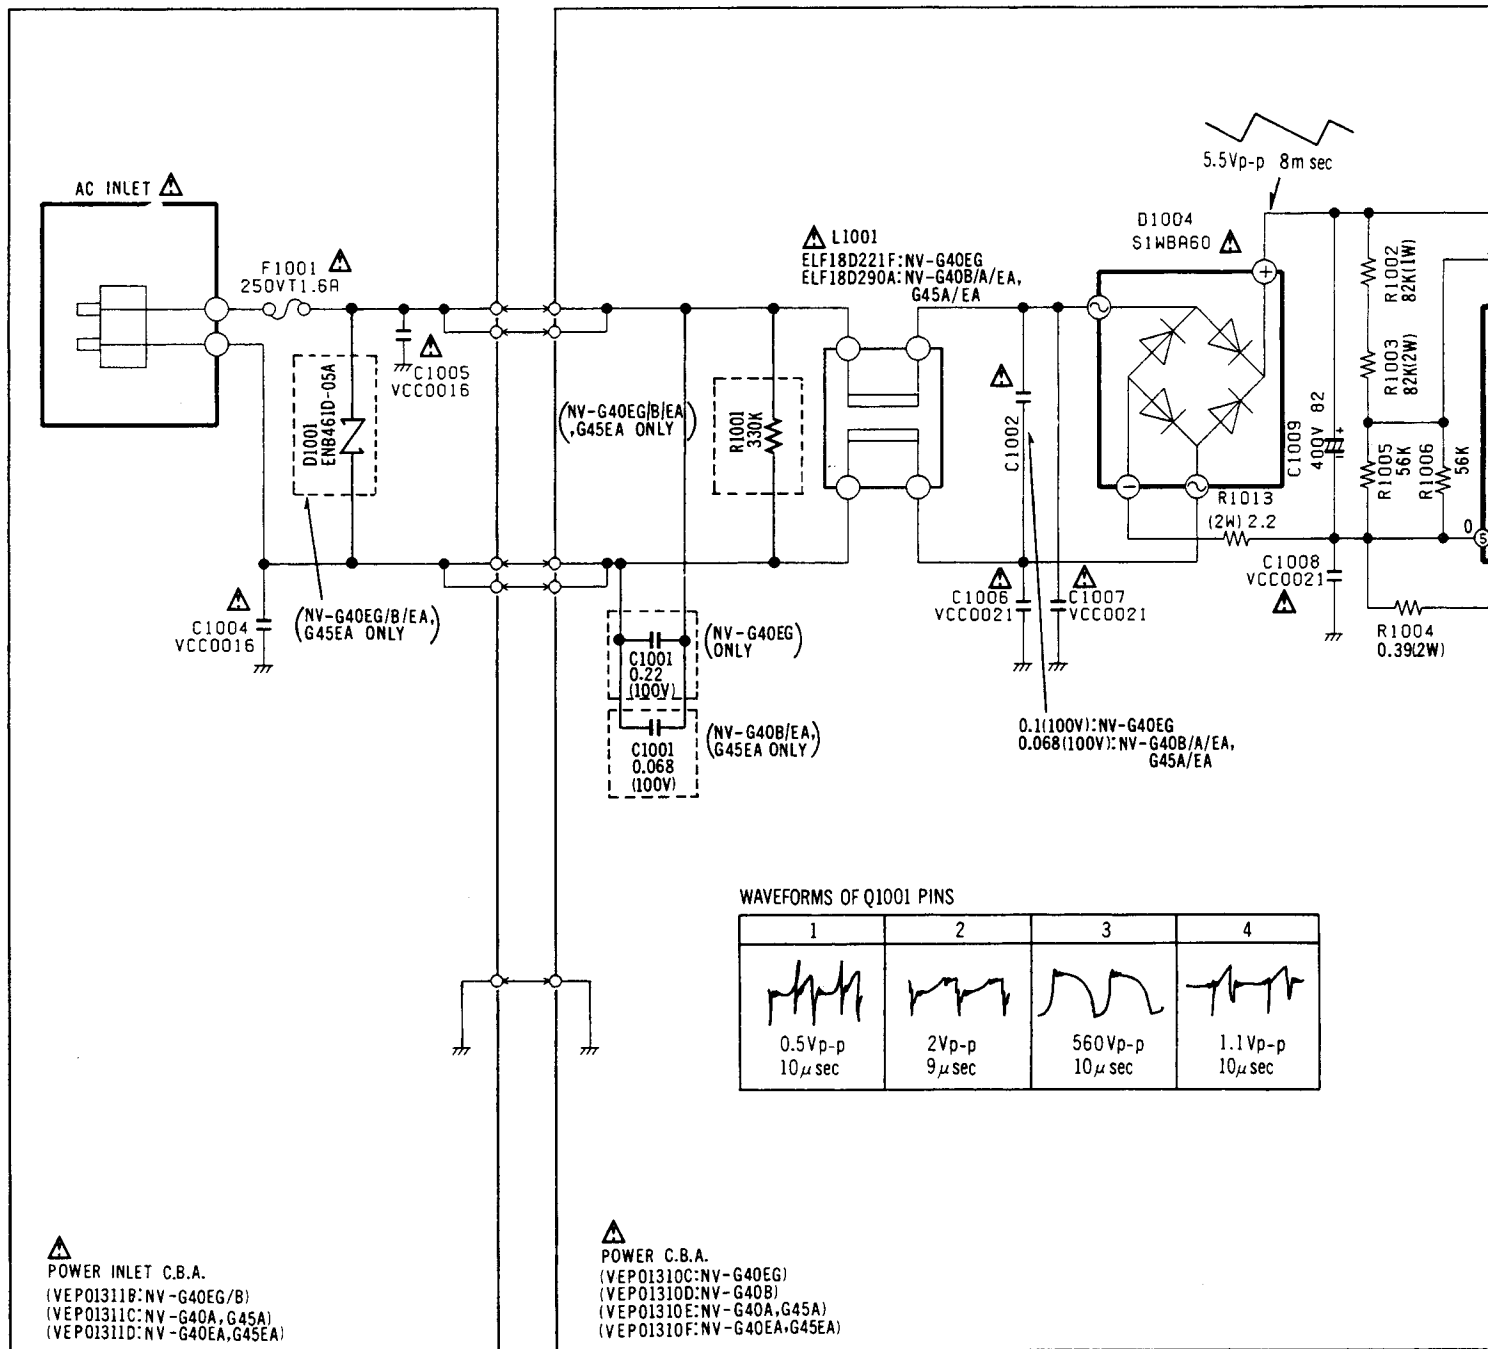 AC INLET
F1001
250VT1.6A
D1001
ENB461D-05A
C1005
VCC0016
(NV-G40EG/B/EA,
G45EA ONLY)
C1004
VCC0016
POWER INLET C.B.A.
(VEP01311B:NV-G40EG/B)
(VEP01311C:NV-G40A,G45A)
(VEP01311D:NV-G40EA,G45EA)
(NV-G40EG/B/EA
,G45EA ONLY)
R1001
330K
C1001
0.22
(100V)
(NV-G40EG)
ONLY
C1001
0.068
(100V)
(NV-G40B/EA,
G45EA ONLY)
L1001
ELF18D221F:NV-G40EG
ELF18D290A:NV-G40B/A/EA,
G45A/EA
C1002
C1006
VCC0021
C1007
VCC0021
0.1(100V):NV-G40EG
0.068(100V):NV-G40B/A/EA,
G45A/EA
5.5Vp-p 8m sec
D1004
S1WBA60
+
−
R1013
(2W) 2.2
C1009
400V 82
+
R1002
82K(1W)
R1003
82K(2W)
R1005
56K
R1006
56K
0
5
C1008
VCC0021
R1004
0.39(2W)
WAVEFORMS OF Q1001 PINS
1 2 3 4
0.5Vp-p 2Vp-p 560Vp-p 1.1Vp-p
10μsec 9μsec 10μsec 10μsec
POWER C.B.A.
(VEP01310C:NV-G40EG)
(VEP01310D:NV-G40B)
(VEP01310E:NV-G40A,G45A)
(VEP01310F:NV-G40EA,G45EA)